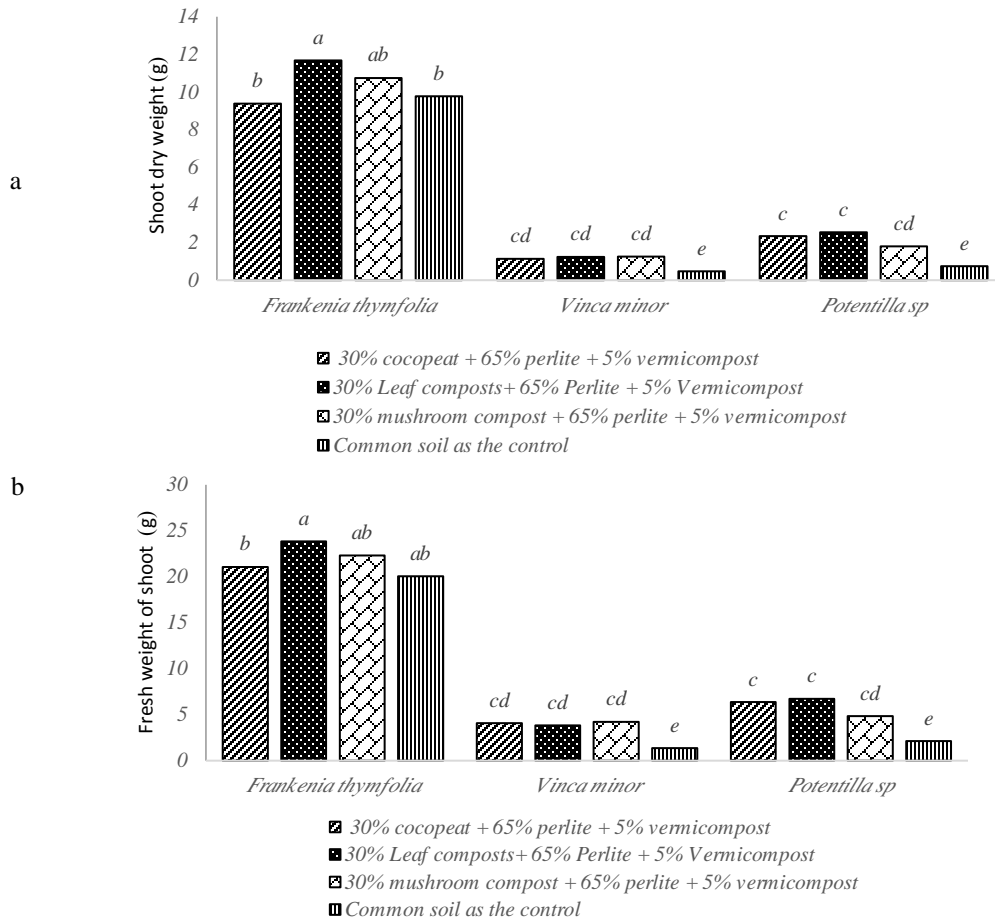 a
Shoot dry weight (g)
14
12
10
8
6
4
2
0
b
a
ab
b
cd
cd
cd
e
c
c
cd
e
Frankenia thymfolia
Vinca minor
Potentilla sp
30% cocopeat + 65% perlite + 5% vermicompost
30% Leaf composts+ 65% Perlite + 5% Vermicompost
30% mushroom compost + 65% perlite + 5% vermicompost
Common soil as the control
b
Fresh weight of shoot (g)
30
25
20
15
10
5
0
b
a
ab
ab
cd
cd
cd
e
c
c
cd
e
Frankenia thymfolia
Vinca minor
Potentilla sp
30% cocopeat + 65% perlite + 5% vermicompost
30% Leaf composts+ 65% Perlite + 5% Vermicompost
30% mushroom compost + 65% perlite + 5% vermicompost
Common soil as the control